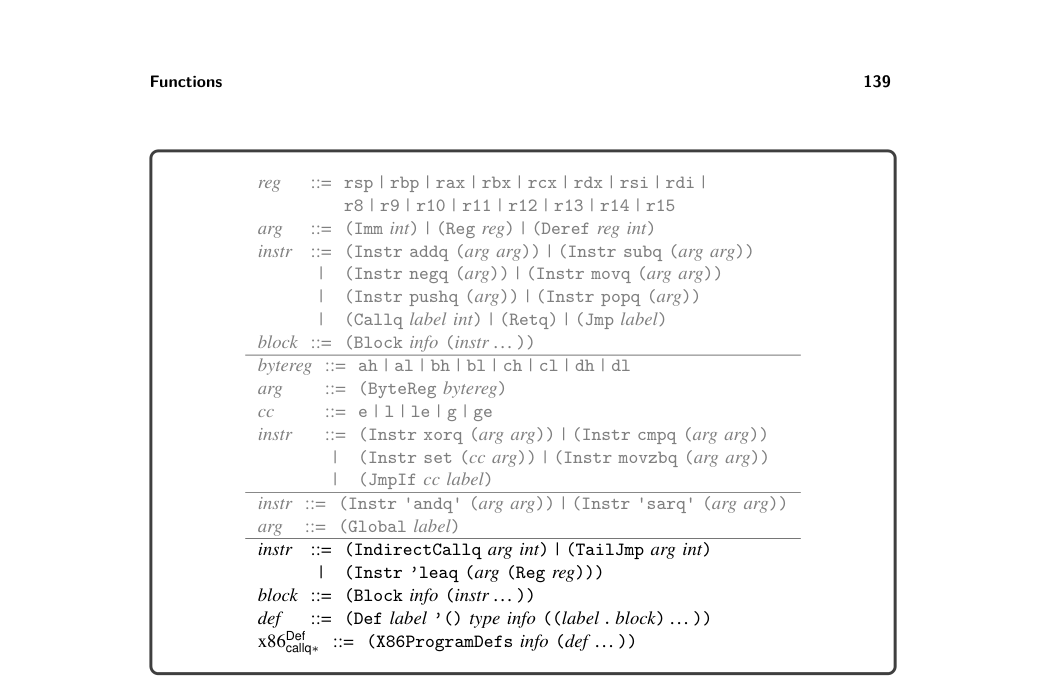 Functions 139
reg ::= rsp | rbp | rax | rbx | rcx | rdx | rsi | rdi |
r8 | r9 | r10 | r11 | r12 | r13 | r14 | r15
arg ::= (Imm int) | (Reg reg) | (Deref reg int)
instr ::= (Instr addq (arg arg)) | (Instr subq (arg arg))
| (Instr negq (arg)) | (Instr movq (arg arg))
| (Instr pushq (arg)) | (Instr popq (arg))
| (Callq label int) | (Retq) | (Jmp label)
block ::= (Block info (instr ... ))
bytereg ::= ah | al | bh | bl | ch | cl | dh | dl
arg ::= (ByteReg bytereg)
cc ::= e | l | le | g | ge
instr ::= (Instr xorq (arg arg)) | (Instr cmpq (arg arg))
| (Instr set (cc arg)) | (Instr movzbq (arg arg))
| (JmpIf cc label)
instr ::= (Instr 'andq' (arg arg)) | (Instr 'sarq' (arg arg))
arg ::= (Global label)
instr ::= (IndirectCallq arg int) | (TailJmp arg int)
| (Instr ’leaq (arg (Reg reg)))
block ::= (Block info (instr ... ))
def ::= (Def label ’() type info ((label . block) ... ))
x86Defcallq∗ ::= (X86ProgramDefs info (def ... ))